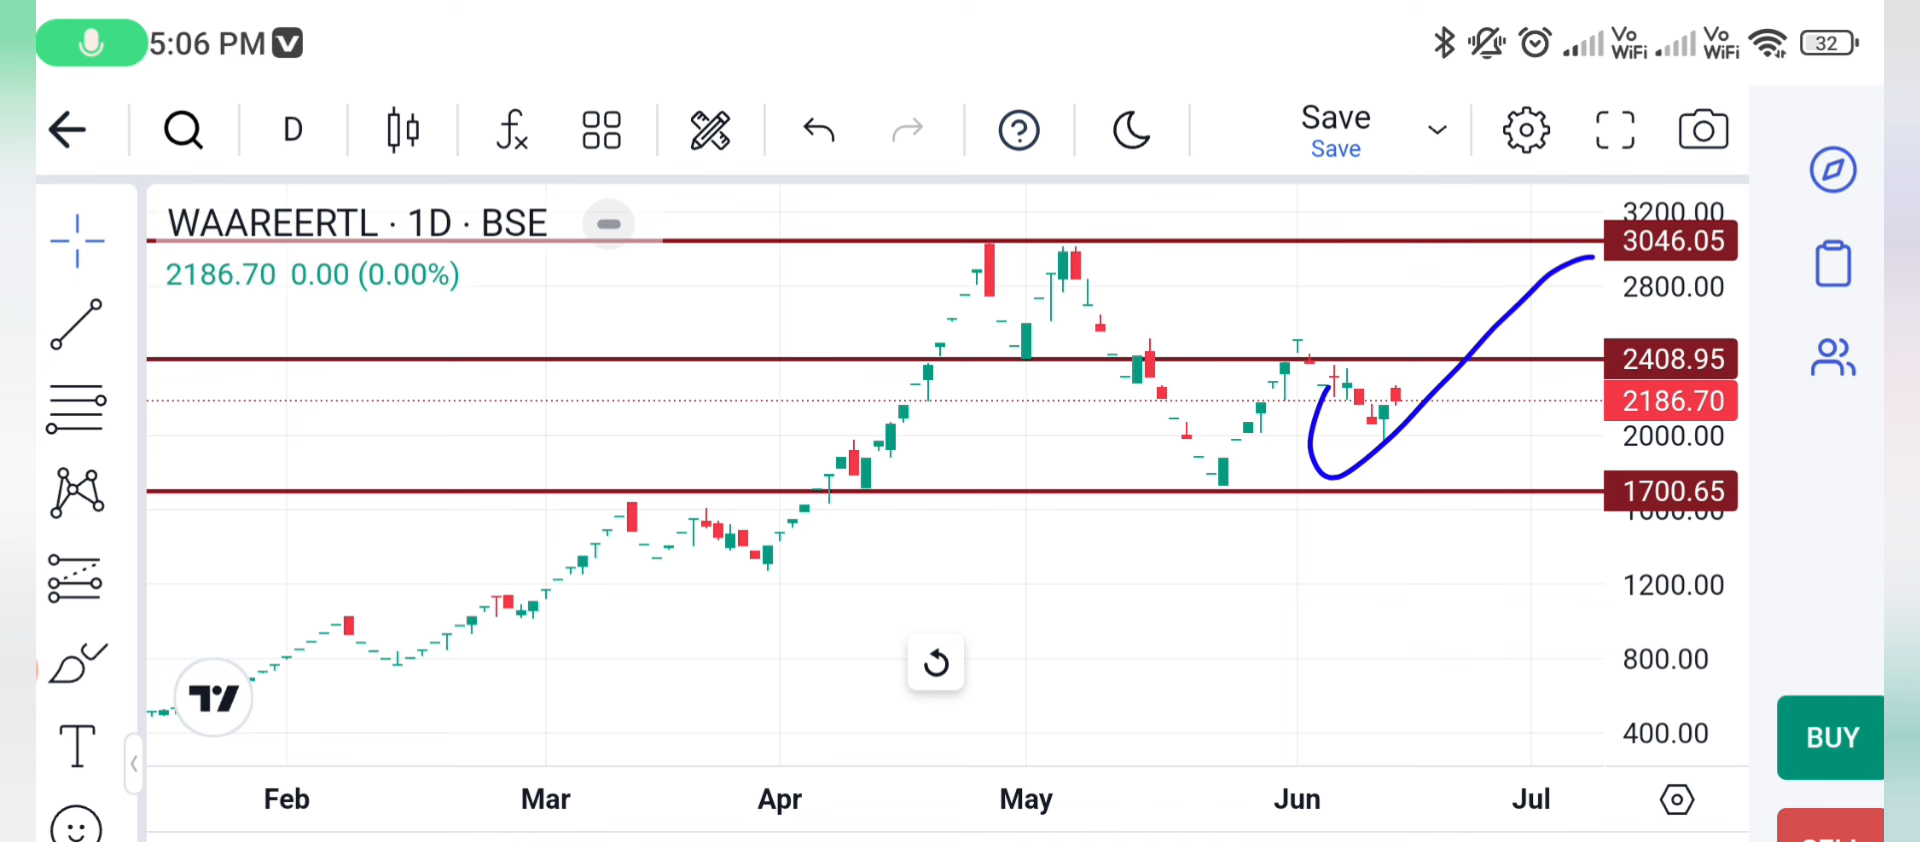 5:06 PM
Vo WiFi
Vo WiFi
32
D
Save
Save
WAAREERTL · 1D · BSE
2186.70 0.00 (0.00%)
3200.00
3046.05
2800.00
2408.95
2186.70
2000.00
1700.65
1200.00
800.00
400.00
Feb
Mar
Apr
May
Jun
Jul
BUY